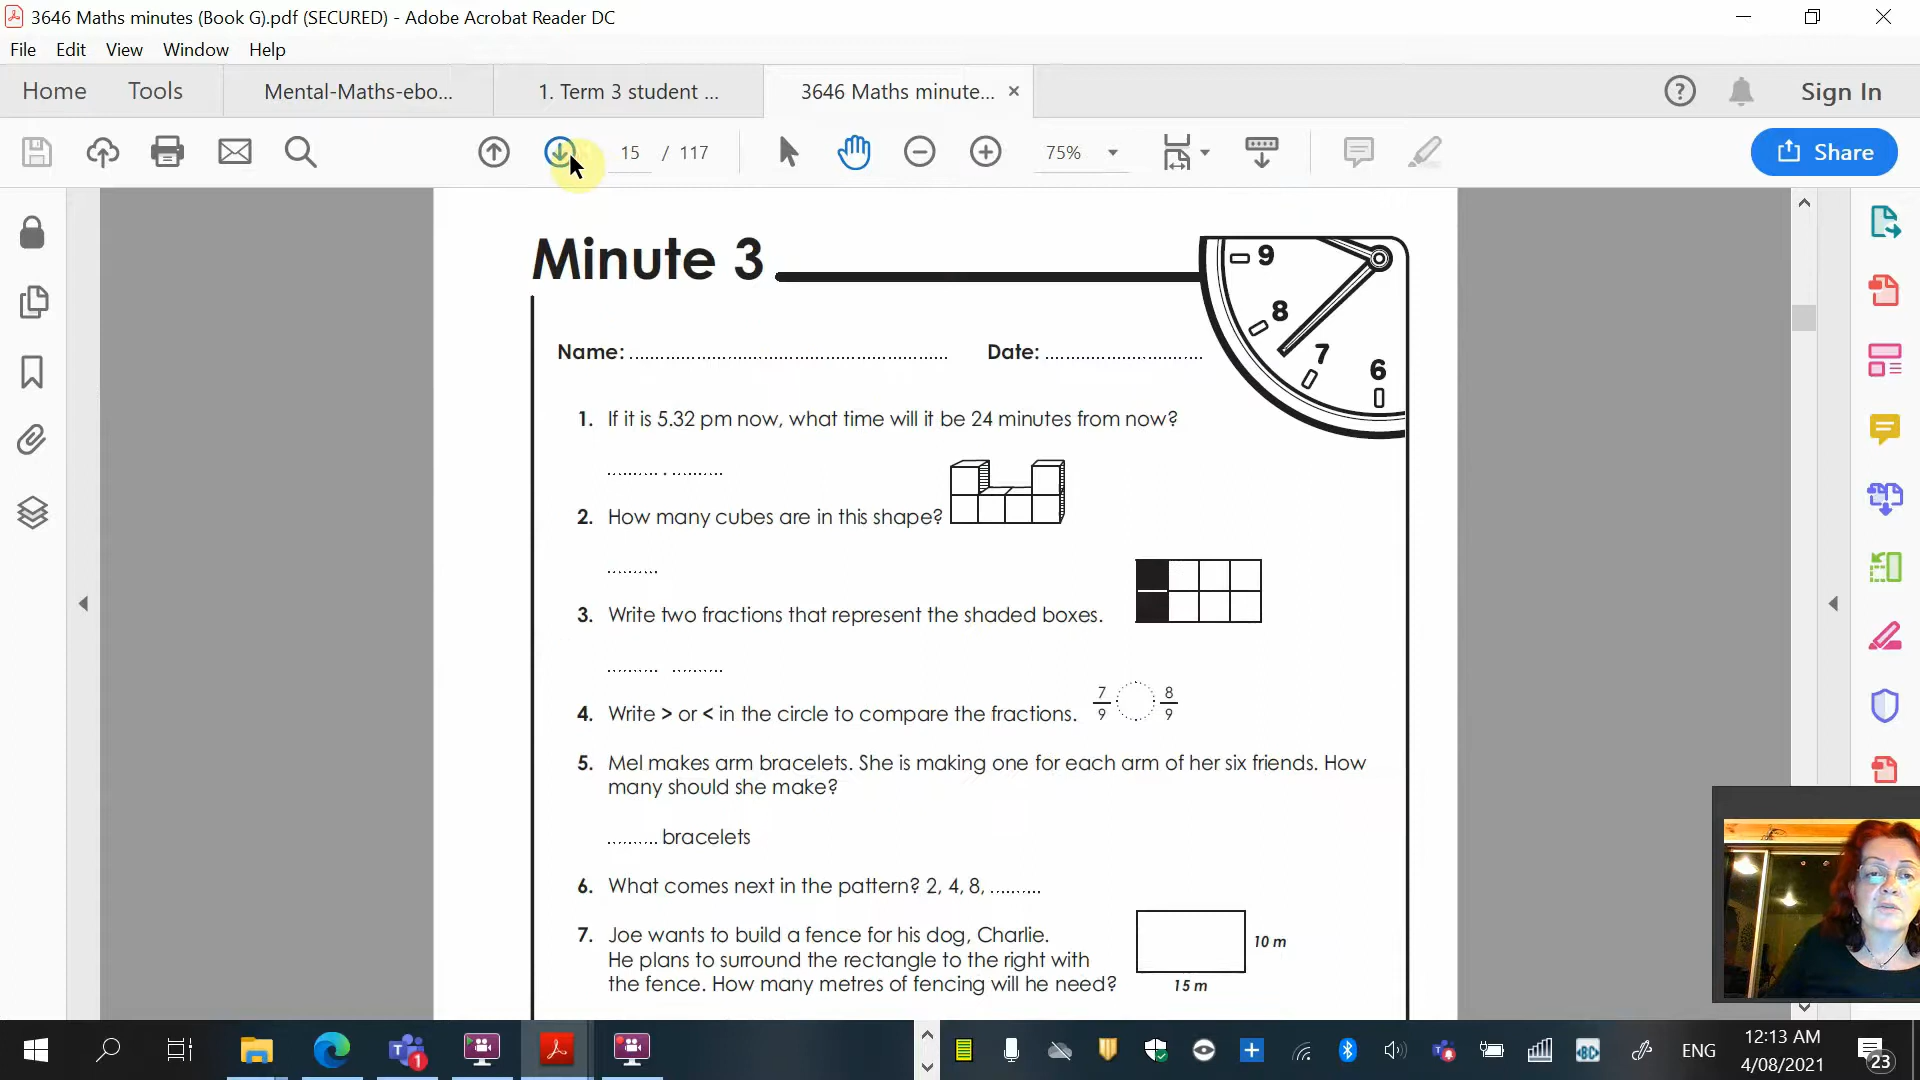 3646 Maths minutes (Book G).pdf (SECURED) - Adobe Acrobat Reader DC
File Edit View Window Help
Home Tools Mental-Maths-ebo... 1. Term 3 student ... 3646 Maths minute... × Sign In
15 / 117 75% Share
Minute 3
9
8
7
6
Name: Date:
1. If it is 5.32 pm now, what time will it be 24 minutes from now?
2. How many cubes are in this shape?
3. Write two fractions that represent the shaded boxes.
4. Write > or < in the circle to compare the fractions. 7/9 8/9
5. Mel makes arm bracelets. She is making one for each arm of her six friends. How
many should she make?
......... bracelets
6. What comes next in the pattern? 2, 4, 8, .........
7. Joe wants to build a fence for his dog, Charlie.
He plans to surround the rectangle to the right with
the fence. How many metres of fencing will he need?
10 m
15 m
1
ENG
12:13 AM
4/08/2021
23